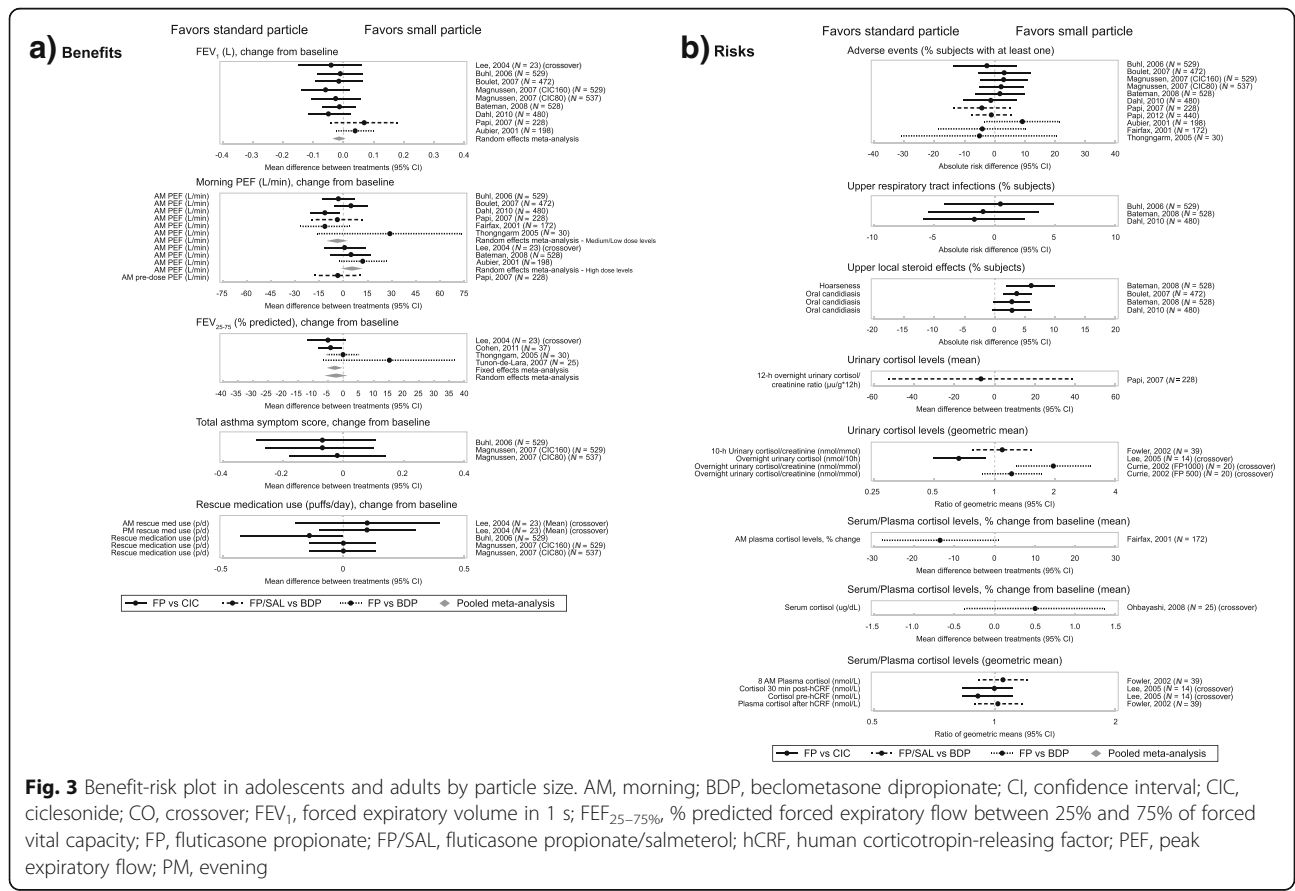 a) Benefits
Favors standard particle Favors small particle
FEV1 (L), change from baseline
Lee, 2004 (N = 23) (crossover)
Buhl, 2006 (N = 529)
Boulet, 2007 (N = 472)
Magnussen, 2007 (CIC160) (N = 529)
Magnussen, 2007 (CIC80) (N = 537)
Bateman, 2008 (N = 528)
Dahl, 2010 (N = 480)
Papi, 2007 (N = 228)
Aubier, 2001 (N = 198)
Random effects meta-analysis
-0.4 -0.3 -0.2 -0.1 0.0 0.1 0.2 0.3 0.4
Mean difference between treatments (95% CI)
Morning PEF (L/min), change from baseline
AM PEF (L/min) Buhl, 2006 (N = 529)
AM PEF (L/min) Boulet, 2007 (N = 472)
AM PEF (L/min) Dahl, 2010 (N = 480)
AM PEF (L/min) Papi, 2007 (N = 228)
AM PEF (L/min) Fairfax, 2001 (N = 172)
AM PEF (L/min) Thongngarm 2005 (N = 30)
AM PEF (L/min) Random effects meta-analysis - Medium/Low dose levels
AM PEF (L/min) Lee, 2004 (N = 23) (crossover)
AM PEF (L/min) Bateman, 2008 (N = 528)
AM PEF (L/min) Aubier, 2001 (N = 198)
AM PEF (L/min) Random effects meta-analysis - High dose levels
AM pre-dose PEF (L/min) Papi, 2007 (N = 228)
-75 -60 -45 -30 -15 0 15 30 45 60 75
Mean difference between treatments (95% CI)
FEV25-75 (% predicted), change from baseline
Lee, 2004 (N = 23) (crossover)
Cohen, 2011 (N = 37)
Thongngam, 2005 (N = 30)
Tunon-de-Lara, 2007 (N = 25)
Fixed effects meta-analysis
Random effects meta-analysis
-40 -35 -30 -25 -20 -15 -10 -5 0 5 10 15 20 25 30 35 40
Mean difference between treatments (95% CI)
Total asthma symptom score, change from baseline
Buhl, 2006 (N = 529)
Magnussen, 2007 (CIC160) (N = 529)
Magnussen, 2007 (CIC80) (N = 537)
-0.4 0 0.4
Mean difference between treatments (95% CI)
Rescue medication use (puffs/day), change from baseline
AM rescue med use (p/d) Lee, 2004 (N = 23) (Mean) (crossover)
PM rescue med use (p/d) Lee, 2004 (N = 23) (Mean) (crossover)
Rescue medication use (p/d) Buhl, 2006 (N = 529)
Rescue medication use (p/d) Magnussen, 2007 (CIC160) (N = 529)
Rescue medication use (p/d) Magnussen, 2007 (CIC80) (N = 537)
-0.5 0 0.5
Mean difference between treatments (95% CI)
FP vs CIC FP/SAL vs BDP FP vs BDP Pooled meta-analysis
b) Risks
Favors standard particle Favors small particle
Adverse events (% subjects with at least one)
Buhl, 2006 (N = 529)
Boulet, 2007 (N = 472)
Magnussen, 2007 (CIC160) (N = 529)
Magnussen, 2007 (CIC80) (N = 537)
Bateman, 2008 (N = 528)
Dahl, 2010 (N = 480)
Papi, 2007 (N = 228)
Papi, 2012 (N = 440)
Aubier, 2001 (N = 198)
Fairfax, 2001 (N = 172)
Thongngarm, 2005 (N = 30)
-40 -30 -20 -10 0 10 20 30 40
Absolute risk difference (95% CI)
Upper respiratory tract infections (% subjects)
Buhl, 2006 (N = 529)
Bateman, 2008 (N = 528)
Dahl, 2010 (N = 480)
-10 -5 0 5 10
Absolute risk difference (95% CI)
Upper local steroid effects (% subjects)
Hoarseness Bateman, 2008 (N = 528)
Oral candidiasis Boulet, 2007 (N = 472)
Oral candidiasis Bateman, 2008 (N = 528)
Oral candidiasis Dahl, 2010 (N = 480)
-20 -15 -10 -5 0 5 10 15 20
Absolute risk difference (95% CI)
Urinary cortisol levels (mean)
12-h overnight urinary cortisol/
creatinine ratio (µu/g*12h) Papi, 2007 (N = 228)
-60 -40 -20 0 20 40 60
Mean difference between treatments (95% CI)
Urinary cortisol levels (geometric mean)
10-h Urinary cortisol/creatinine (nmol/mmol) Fowler, 2002 (N = 39)
Overnight urinary cortisol (nmol/10h) Lee, 2005 (N = 14) (crossover)
Overnight urinary cortisol/creatinine (nmol/mmol) Currie, 2002 (FP1000) (N = 20) (crossover)
Overnight urinary cortisol/creatinine (nmol/mmol) Currie, 2002 (FP 500) (N = 20) (crossover)
0.25 0.5 1 2 4
Ratio of geometric means (95% CI)
Serum/Plasma cortisol levels, % change from baseline (mean)
AM plasma cortisol levels, % change Fairfax, 2001 (N = 172)
-30 -20 -10 0 10 20 30
Mean difference between treatments (95% CI)
Serum/Plasma cortisol levels, % change from baseline (mean)
Serum cortisol (ug/dL) Ohbayashi, 2008 (N = 25) (crossover)
-1.5 -1.0 -0.5 0.0 0.5 1.0 1.5
Mean difference between treatments (95% CI)
Serum/Plasma cortisol levels (geometric mean)
8 AM Plasma cortisol (nmol/L) Fowler, 2002 (N = 39)
Cortisol 30 min post-hCRF (nmol/L) Lee, 2005 (N = 14) (crossover)
Cortisol pre-hCRF (nmol/L) Lee, 2005 (N = 14) (crossover)
Plasma cortisol after hCRF (nmol/L) Fowler, 2002 (N = 39)
0.5 1 2
Ratio of geometric means (95% CI)
FP vs CIC FP/SAL vs BDP FP vs BDP Pooled meta-analysis
Fig. 3 Benefit-risk plot in adolescents and adults by particle size. AM, morning; BDP, beclometasone dipropionate; CI, confidence interval; CIC,
ciclesonide; CO, crossover; FEV1, forced expiratory volume in 1 s; FEF25–75%, % predicted forced expiratory flow between 25% and 75% of forced
vital capacity; FP, fluticasone propionate; FP/SAL, fluticasone propionate/salmeterol; hCRF, human corticotropin-releasing factor; PEF, peak
expiratory flow; PM, evening